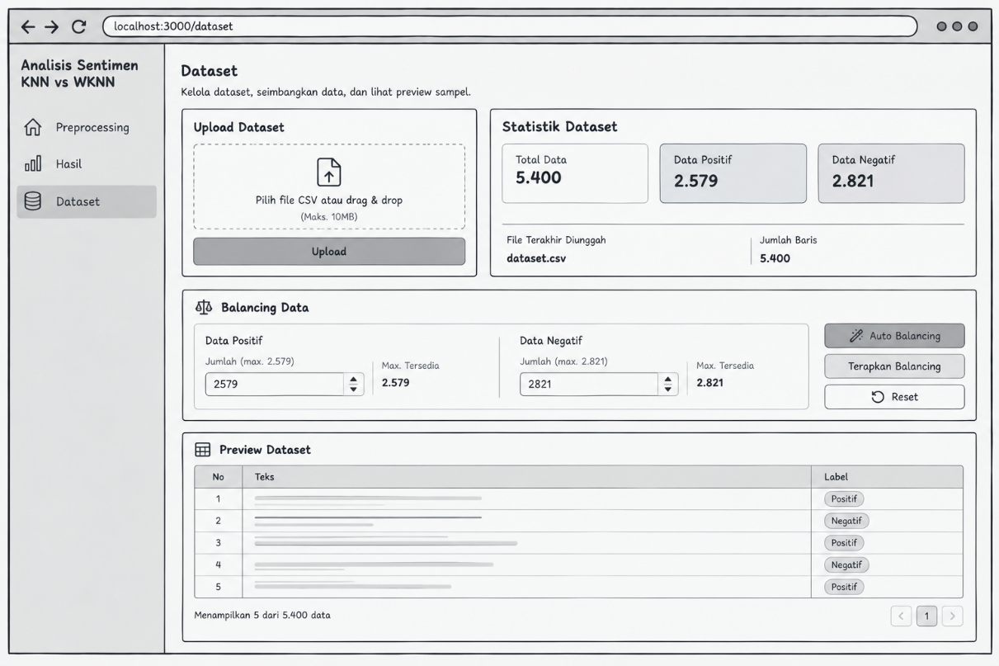 localhost:3000/dataset
Analisis Sentimen
KNN vs WKNN
Preprocessing
Hasil
Dataset
Dataset
Kelola dataset, seimbangkan data, dan lihat preview sampel.
Upload Dataset
Pilih file CSV atau drag & drop
(Maks. 10MB)
Upload
Statistik Dataset
Total Data
5.400
Data Positif
2.579
Data Negatif
2.821
File Terakhir Diunggah
dataset.csv
Jumlah Baris
5.400
Balancing Data
Data Positif
Jumlah (max. 2.579)
2579
Max. Tersedia
2.579
Data Negatif
Jumlah (max. 2.821)
2821
Max. Tersedia
2.821
Auto Balancing
Terapkan Balancing
Reset
Preview Dataset
No Teks Label
1 Positif
2 Negatif
3 Positif
4 Negatif
5 Positif
Menampilkan 5 dari 5.400 data
1